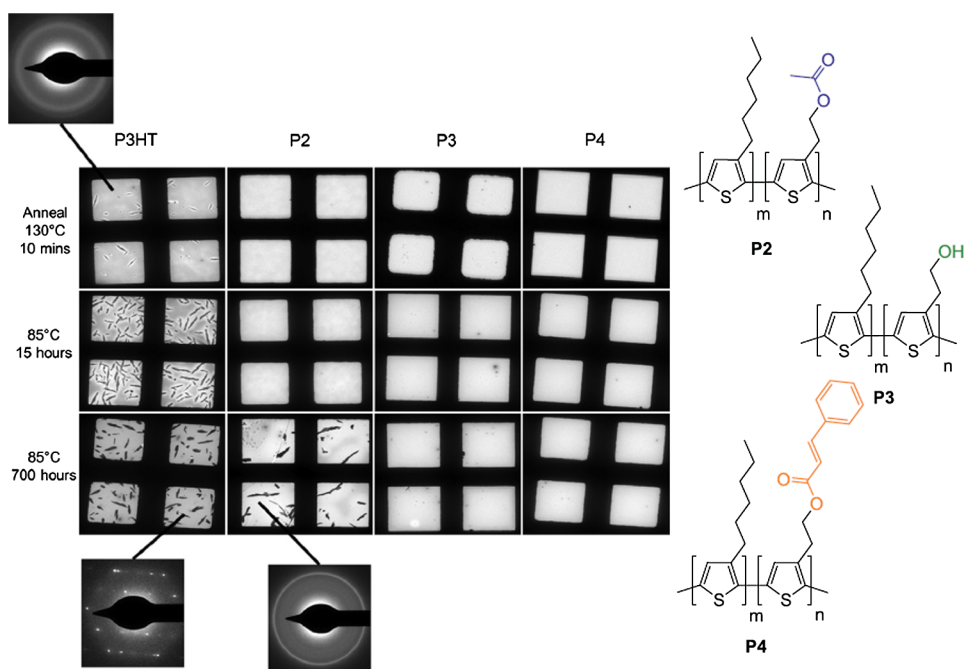 P3HT
P2
P3
P4
Anneal
130°C
10 mins
85°C
15 hours
85°C
700 hours
O
O
S
S
m
n
P2
OH
S
S
m
n
P3
O
O
S
S
m
n
P4